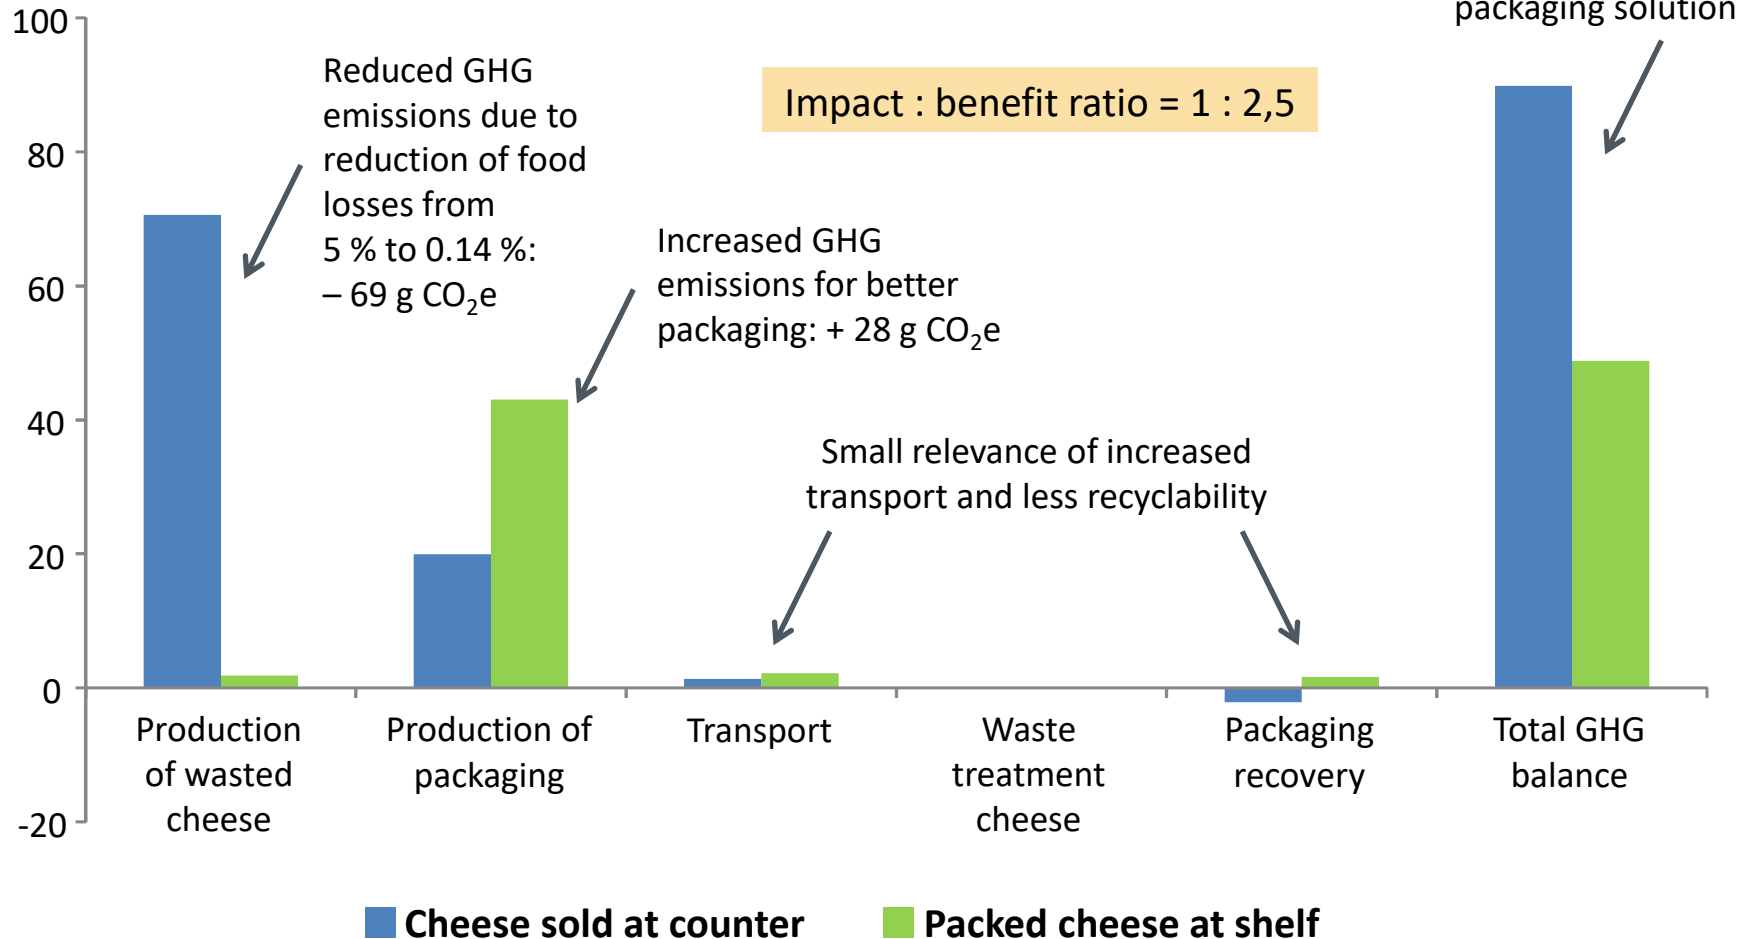 packaging solution
100
80
60
40
20
0
-20
Reduced GHG
emissions due to
reduction of food
losses from
5 % to 0.14 %:
– 69 g CO₂e
Impact : benefit ratio = 1 : 2,5
Increased GHG
emissions for better
packaging: + 28 g CO₂e
Small relevance of increased
transport and less recyclability
Production
of wasted
cheese
Production of
packaging
Transport
Waste
treatment
cheese
Packaging
recovery
Total GHG
balance
Cheese sold at counter
Packed cheese at shelf